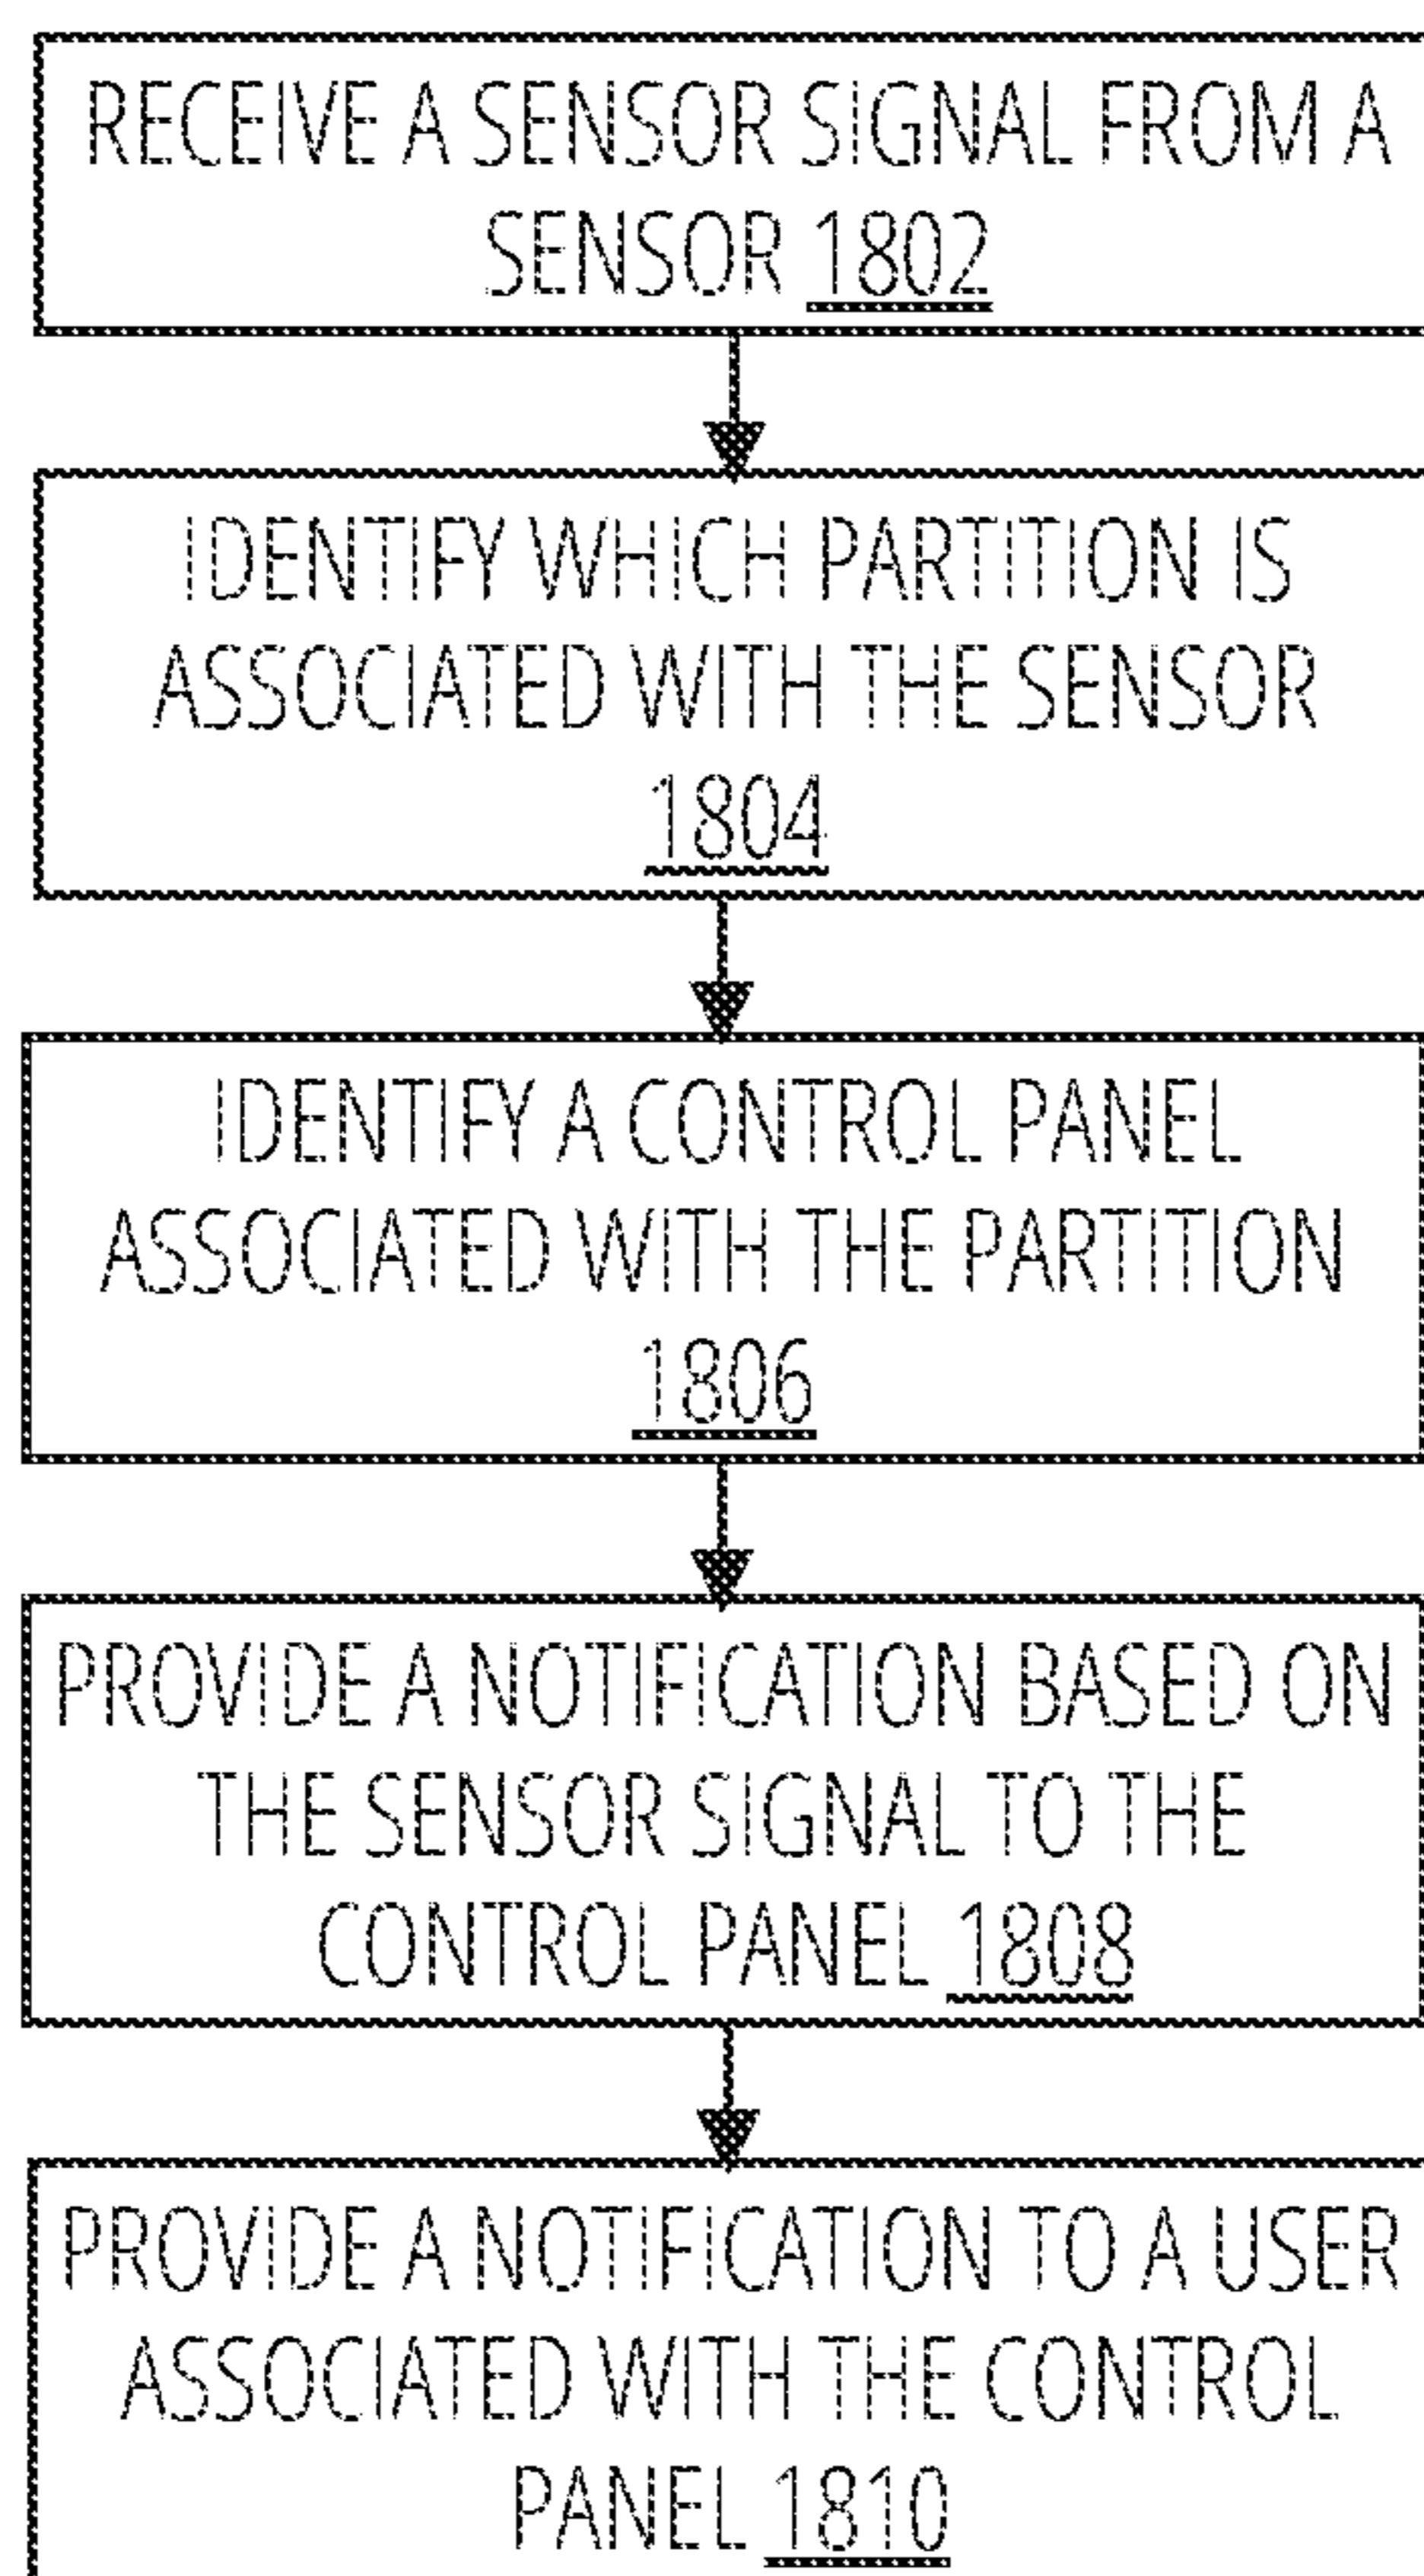 RECEIVE A SENSOR SIGNAL FROM A
SENSOR 1802
IDENTIFY WHICH PARTITION IS
ASSOCIATED WITH THE SENSOR
1804
IDENTIFY A CONTROL PANEL
ASSOCIATED WITH THE PARTITION
1806
PROVIDE A NOTIFICATION BASED ON
THE SENSOR SIGNAL TO THE
CONTROL PANEL 1808
PROVIDE A NOTIFICATION TO A USER
ASSOCIATED WITH THE CONTROL
PANEL 1810